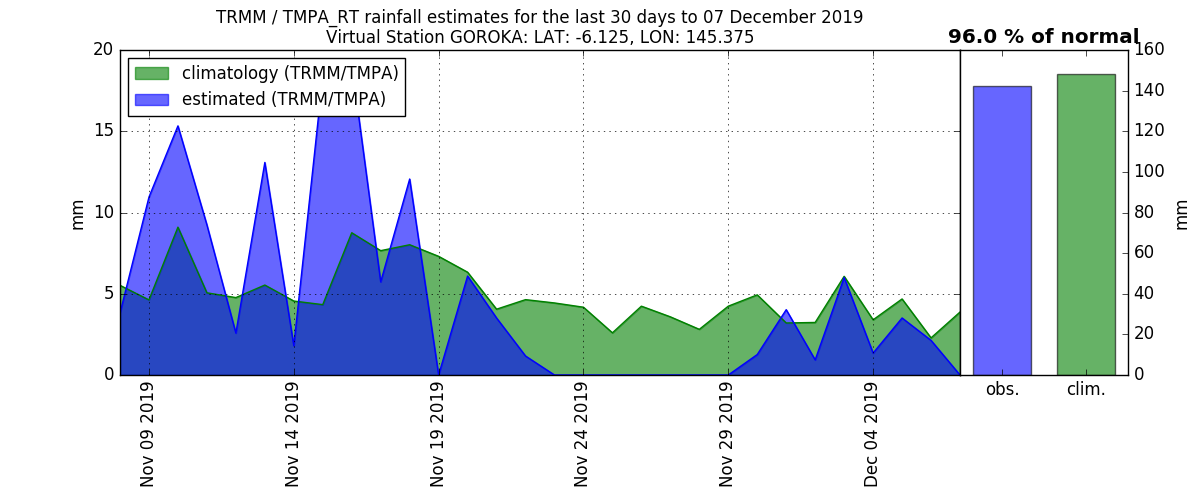 TRMM / TMPA_RT rainfall estimates for the last 30 days to 07 December 2019
Virtual Station GOROKA: LAT: -6.125, LON: 145.375
96.0 % of normal
climatology (TRMM/TMPA)
estimated (TRMM/TMPA)
20
15
10
5
0
mm
Nov 09 2019
Nov 14 2019
Nov 19 2019
Nov 24 2019
Nov 29 2019
Dec 04 2019
obs.
clim.
160
140
120
100
80
60
40
20
0
mm